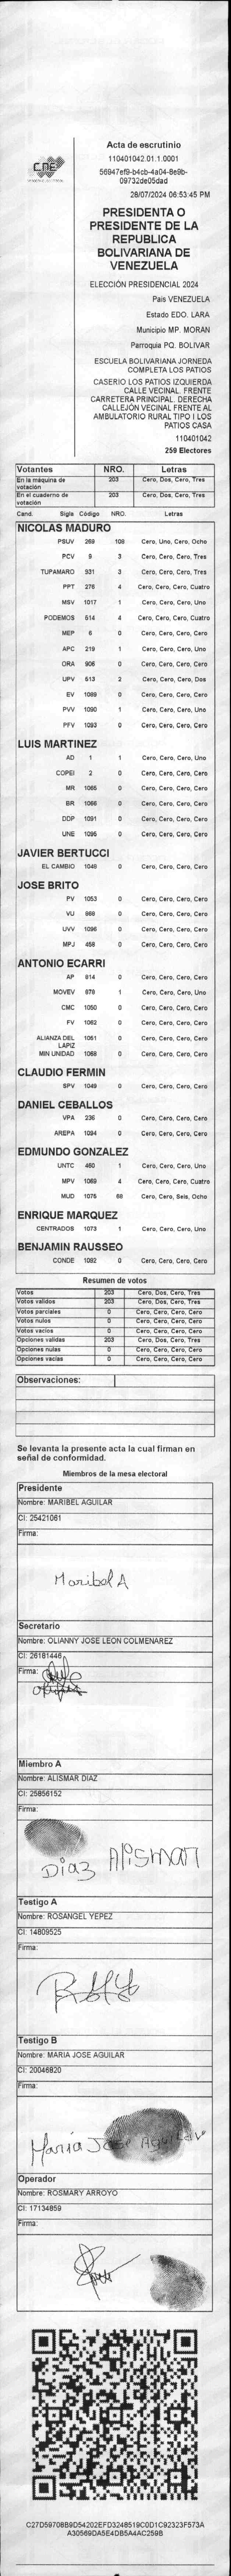 CNE
Acta de escrutinio
110401042.01.1.0001
56947ef9-b4cb-4a04-8e9b-
09732de05dad
28/07/2024 06:53:45 PM
PRESIDENTA O
PRESIDENTE DE LA
REPUBLICA
BOLIVARIANA DE
VENEZUELA
ELECCIÓN PRESIDENCIAL 2024
Pais VENEZUELA
Estado EDO. LARA
Municipio MP. MORAN
Parroquia PQ. BOLIVAR
ESCUELA BOLIVARIANA JORNEDA
COMPLETA LOS PATIOS
CASERIO LOS PATIOS IZQUIERDA
CALLE VECINAL. FRENTE
CARRETERA PRINCIPAL. DERECHA
CALLEJÓN VECINAL FRENTE AL
AMBULATORIO RURAL TIPO I LOS
PATIOS CASA
110401042
259 Electores
Votantes NRO. Letras
En la máquina de votación 203 Cero, Dos, Cero, Tres
En el cuaderno de votación 203 Cero, Dos, Cero, Tres
Cand. Sigla Código NRO. Letras
NICOLAS MADURO
PSUV 269 108 Cero, Uno, Cero, Ocho
PCV 9 3 Cero, Cero, Cero, Tres
TUPAMARO 931 3 Cero, Cero, Cero, Tres
PPT 276 4 Cero, Cero, Cero, Cuatro
MSV 1017 1 Cero, Cero, Cero, Uno
PODEMOS 514 4 Cero, Cero, Cero, Cuatro
MEP 6 0 Cero, Cero, Cero, Cero
APC 219 1 Cero, Cero, Cero, Uno
ORA 906 0 Cero, Cero, Cero, Cero
UPV 513 2 Cero, Cero, Cero, Dos
EV 1089 0 Cero, Cero, Cero, Cero
PVV 1090 1 Cero, Cero, Cero, Uno
PFV 1093 0 Cero, Cero, Cero, Cero
LUIS MARTINEZ
AD 1 1 Cero, Cero, Cero, Uno
COPEI 2 0 Cero, Cero, Cero, Cero
MR 1085 0 Cero, Cero, Cero, Cero
BR 1066 0 Cero, Cero, Cero, Cero
DDP 1091 0 Cero, Cero, Cero, Cero
UNE 1095 0 Cero, Cero, Cero, Cero
JAVIER BERTUCCI
EL CAMBIO 1048 0 Cero, Cero, Cero, Cero
JOSE BRITO
PV 1053 0 Cero, Cero, Cero, Cero
VU 868 0 Cero, Cero, Cero, Cero
UVV 1096 0 Cero, Cero, Cero, Cero
MPJ 458 0 Cero, Cero, Cero, Cero
ANTONIO ECARRI
AP 814 0 Cero, Cero, Cero, Cero
MOVEV 979 1 Cero, Cero, Cero, Uno
CMC 1050 0 Cero, Cero, Cero, Cero
FV 1062 0 Cero, Cero, Cero, Cero
ALIANZA DEL LAPIZ 1061 0 Cero, Cero, Cero, Cero
MIN UNIDAD 1068 0 Cero, Cero, Cero, Cero
CLAUDIO FERMIN
SPV 1049 0 Cero, Cero, Cero, Cero
DANIEL CEBALLOS
VPA 236 0 Cero, Cero, Cero, Cero
AREPA 1094 0 Cero, Cero, Cero, Cero
EDMUNDO GONZALEZ
UNTC 460 1 Cero, Cero, Cero, Uno
MPV 1069 4 Cero, Cero, Cero, Cuatro
MUD 1075 68 Cero, Cero, Seis, Ocho
ENRIQUE MARQUEZ
CENTRADOS 1073 1 Cero, Cero, Cero, Uno
BENJAMIN RAUSSEO
CONDE 1092 0 Cero, Cero, Cero, Cero
Resumen de votos
Votos 203 Cero, Dos, Cero, Tres
Votos validos 203 Cero, Dos, Cero, Tres
Votos parciales 0 Cero, Cero, Cero, Cero
Votos nulos 0 Cero, Cero, Cero, Cero
Votos vacios 0 Cero, Cero, Cero, Cero
Opciones validas 203 Cero, Dos, Cero, Tres
Opciones nulas 0 Cero, Cero, Cero, Cero
Opciones vacias 0 Cero, Cero, Cero, Cero
Observaciones:
Se levanta la presente acta la cual firman en
señal de conformidad.
Miembros de la mesa electoral
Presidente
Nombre: MARIBEL AGUILAR
CI: 25421061
Firma:
Maribel A
Secretario
Nombre: OLIANNY JOSE LEON COLMENAREZ
CI: 26161446
Firma:
Miembro A
Nombre: ALISMAR DIAZ
CI: 25856152
Firma:
Diaz Alismar
Testigo A
Nombre: ROSANGEL YEPEZ
CI: 14809525
Firma:
Testigo B
Nombre: MARIA JOSE AGUILAR
CI: 20046820
Firma:
Maria Jose Aguilar
Operador
Nombre: ROSMARY ARROYO
CI: 17134859
Firma:
C27D59708B9D54202EFD3248519C0D1C92323F573A
A30569DA5E4DB5A4AC259B